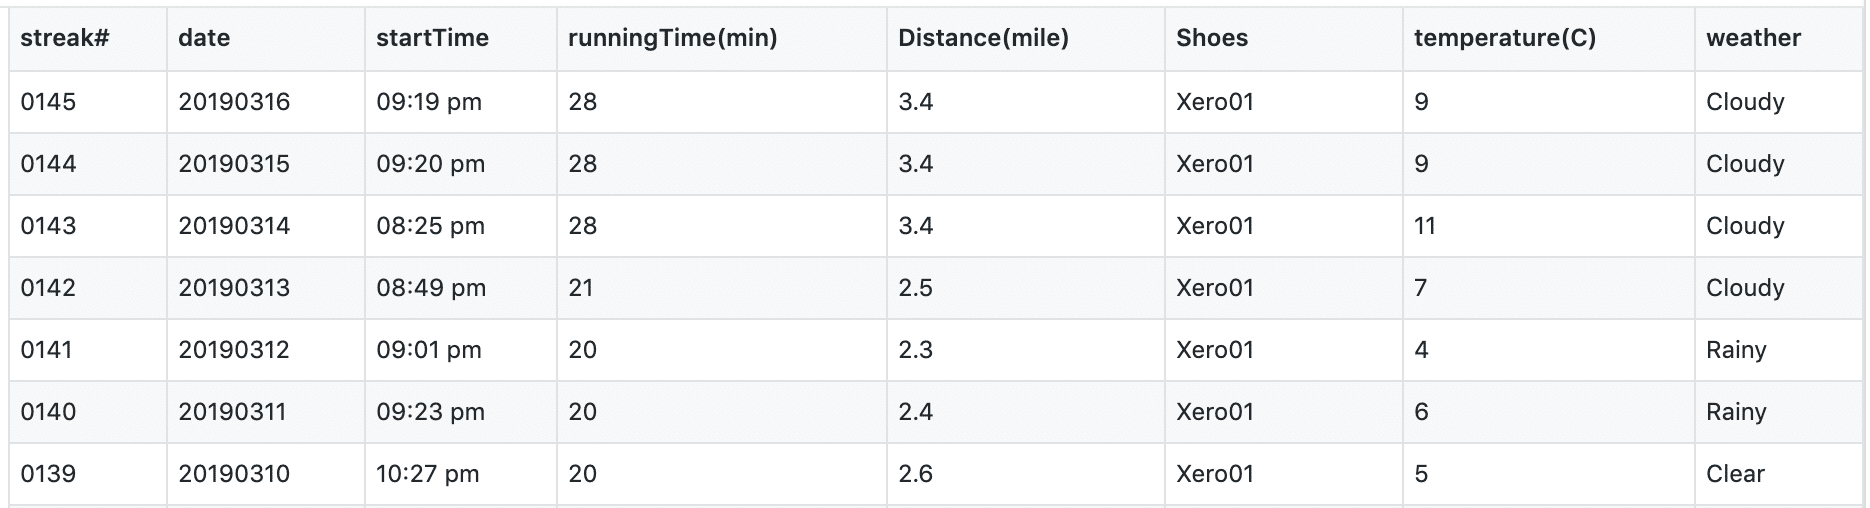 streak# date startTime runningTime(min) Distance(mile) Shoes temperature(C) weather
0145 20190316 09:19 pm 28 3.4 Xero01 9 Cloudy
0144 20190315 09:20 pm 28 3.4 Xero01 9 Cloudy
0143 20190314 08:25 pm 28 3.4 Xero01 11 Cloudy
0142 20190313 08:49 pm 21 2.5 Xero01 7 Cloudy
0141 20190312 09:01 pm 20 2.3 Xero01 4 Rainy
0140 20190311 09:23 pm 20 2.4 Xero01 6 Rainy
0139 20190310 10:27 pm 20 2.6 Xero01 5 Clear